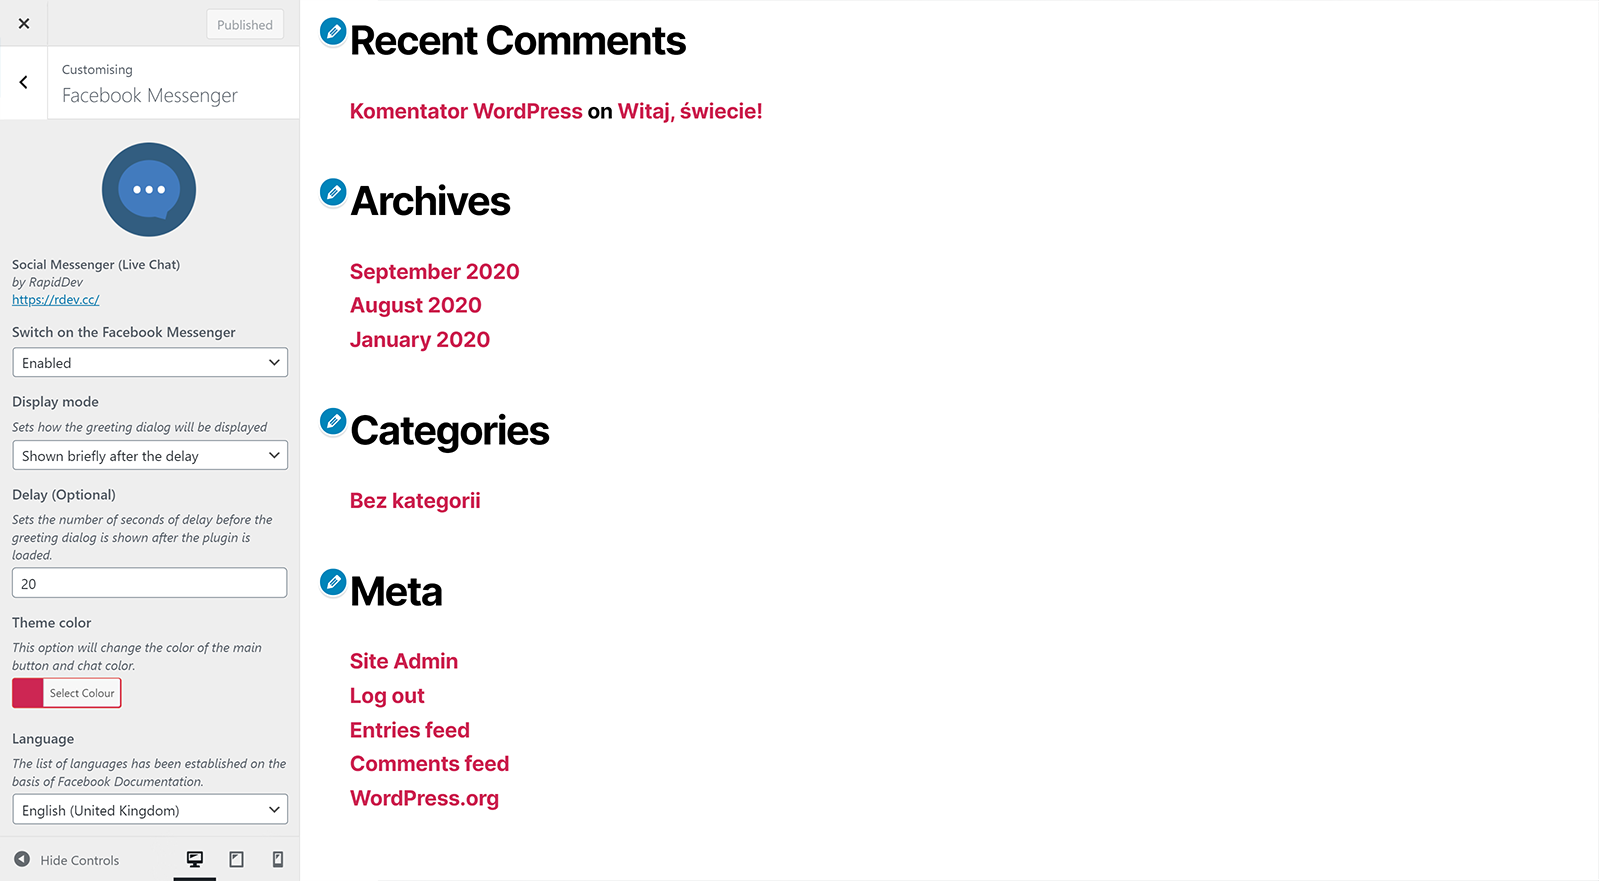 Published
Customising
Facebook Messenger
Social Messenger (Live Chat)
by RapidDev
https://rdev.cc/
Switch on the Facebook Messenger
Enabled
Display mode
Sets how the greeting dialog will be displayed
Shown briefly after the delay
Delay (Optional)
Sets the number of seconds of delay before the
greeting dialog is shown after the plugin is
loaded.
20
Theme color
This option will change the color of the main
button and chat color.
Select Colour
Language
The list of languages has been established on the
basis of Facebook Documentation.
English (United Kingdom)
Hide Controls
Recent Comments
Komentator WordPress on Witaj, świecie!
Archives
September 2020
August 2020
January 2020
Categories
Bez kategorii
Meta
Site Admin
Log out
Entries feed
Comments feed
WordPress.org